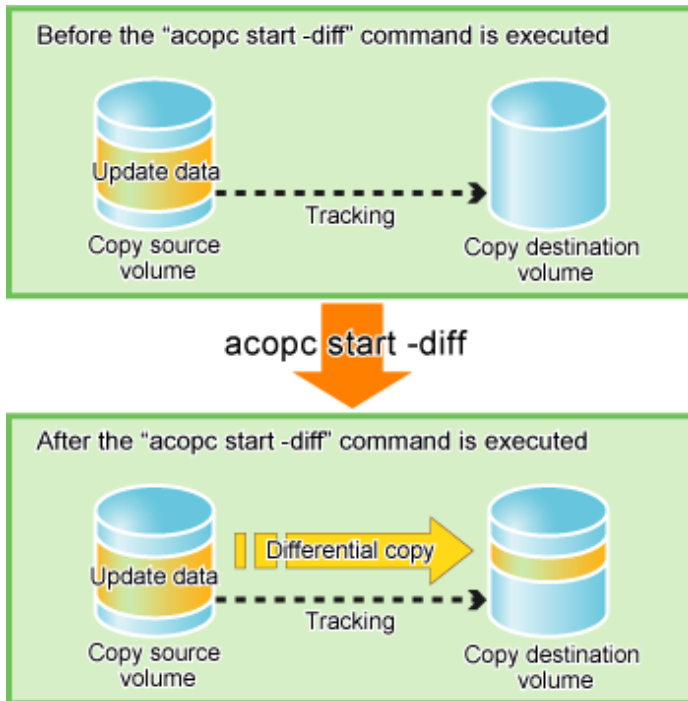 Before the “acopc start -diff” command is executed
Update data
Tracking
Copy source
volume
Copy destination
volume
acopc start -diff
After the “acopc start -diff” command is executed
Differential copy
Update data
Tracking
Copy source
volume
Copy destination
volume